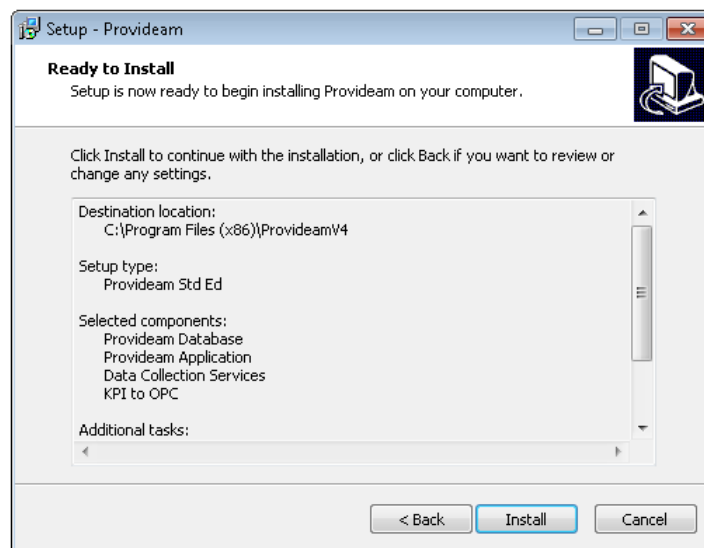 Setup - Provideam
Ready to Install
Setup is now ready to begin installing Provideam on your computer.
Click Install to continue with the installation, or click Back if you want to review or
change any settings.
Destination location:
C:\Program Files (x86)\ProvideamV4
Setup type:
Provideam Std Ed
Selected components:
Provideam Database
Provideam Application
Data Collection Services
KPI to OPC
Additional tasks:
< Back
Install
Cancel